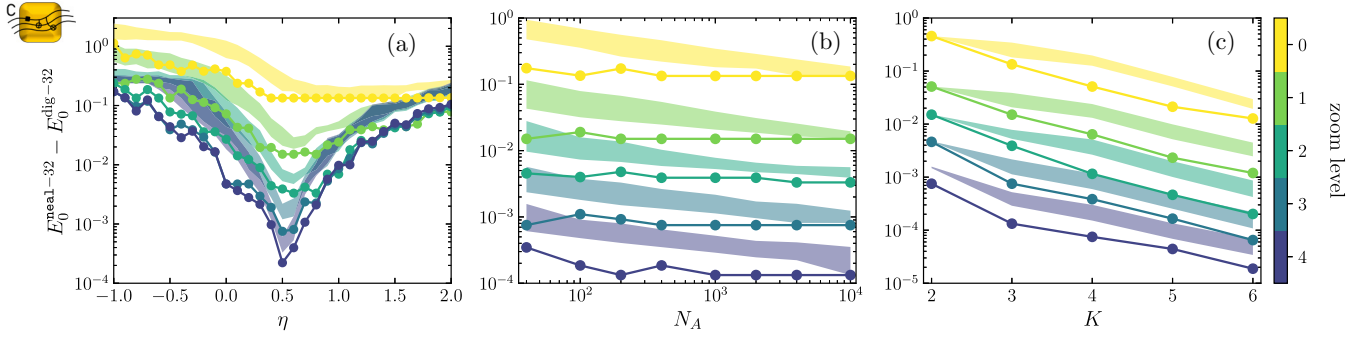 C
(a)
(b)
(c)
E_0^{neal-32} − E_0^{dig-32}
10^0
10^{-1}
10^{-2}
10^{-3}
10^{-4}
−1.0 −0.5 0.0 0.5 1.0 1.5 2.0
η
10^0
10^{-1}
10^{-2}
10^{-3}
10^{-4}
10^2 10^3 10^4
N_A
10^0
10^{-1}
10^{-2}
10^{-3}
10^{-4}
10^{-5}
2 3 4 5 6
K
0
1
2
3
4
zoom level